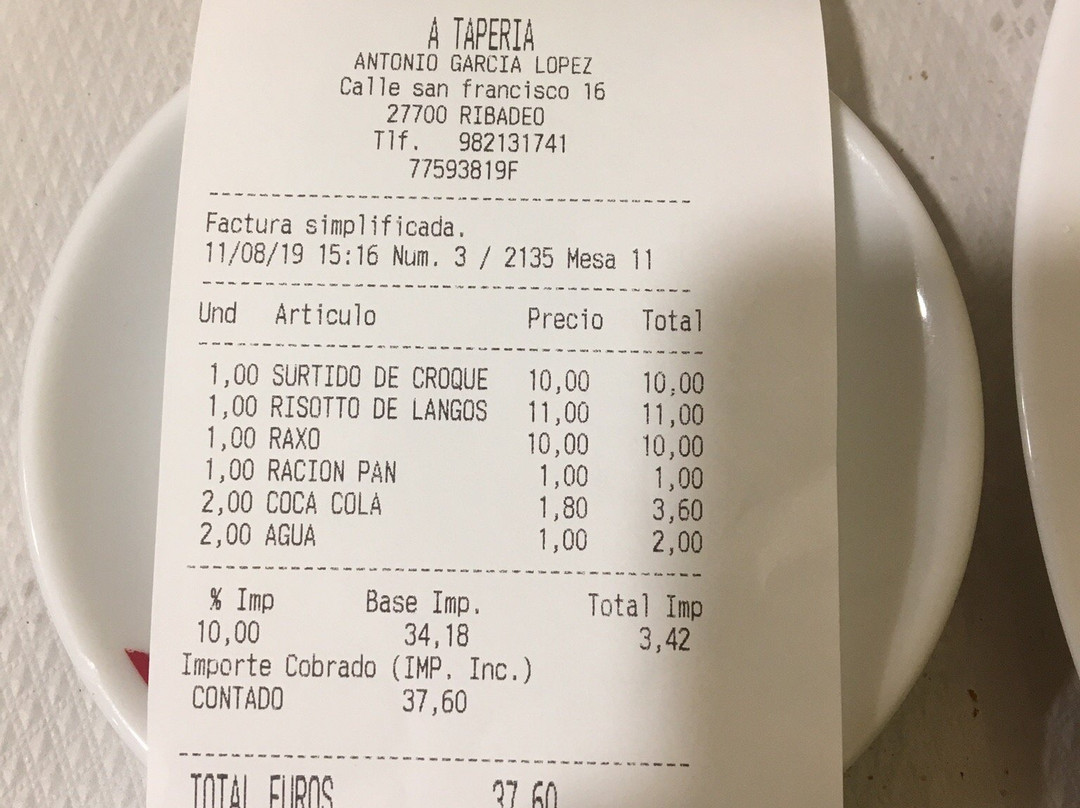 A TAPERIA
ANTONIO GARCIA LOPEZ
Calle san francisco 16
27700 RIBADEO
Tlf. 982131741
77593819F
Factura simplificada.
11/08/19 15:16 Num. 3 / 2135 Mesa 11
Und Articulo Precio Total
1,00 SURTIDO DE CROQUE 10,00 10,00
1,00 RISOTTO DE LANGOS 11,00 11,00
1,00 RAXO 10,00 10,00
1,00 RACION PAN 1,00 1,00
2,00 COCA COLA 1,80 3,60
2,00 AGUA 1,00 2,00
% Imp Base Imp. Total Imp
10,00 34,18 3,42
Importe Cobrado (IMP. Inc.)
CONTADO 37,60
TOTAL EUROS 37,60